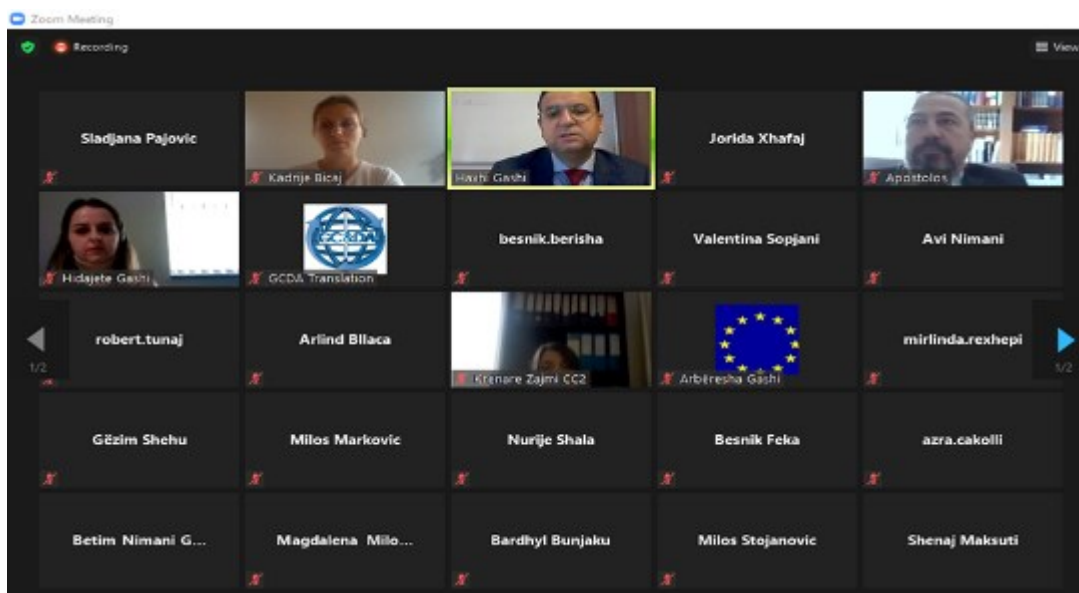 Zoom Meeting
Recording
View
Sladjana Pajovic
Kadrije Bicaj
Haxhi Gashi
Jorida Xhafaj
Apostolos
Hidajete Gashi
GCDA Translation
besnik.berisha
Valentina Sopjani
Avi Nimani
robert.tunaj
Arlind Bllaca
Krenare Zajmi CC2
Arbëresha Gashi
mirlinda.rexhepi
1/2
1/2
Gëzim Shehu
Milos Markovic
Nurije Shala
Besnik Feka
azra.cakolli
Betim Nimani G...
Magdalena Milo...
Bardhyl Bunjaku
Milos Stojanovic
Shenaj Maksuti